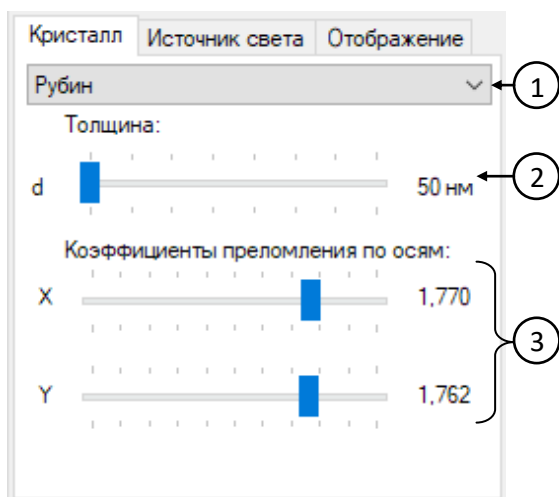 Кристалл Источник света Отображение
Рубин 1
Толщина:
d 50 нм 2
Коэффициенты преломления по осям:
X 1,770
3
Y 1,762